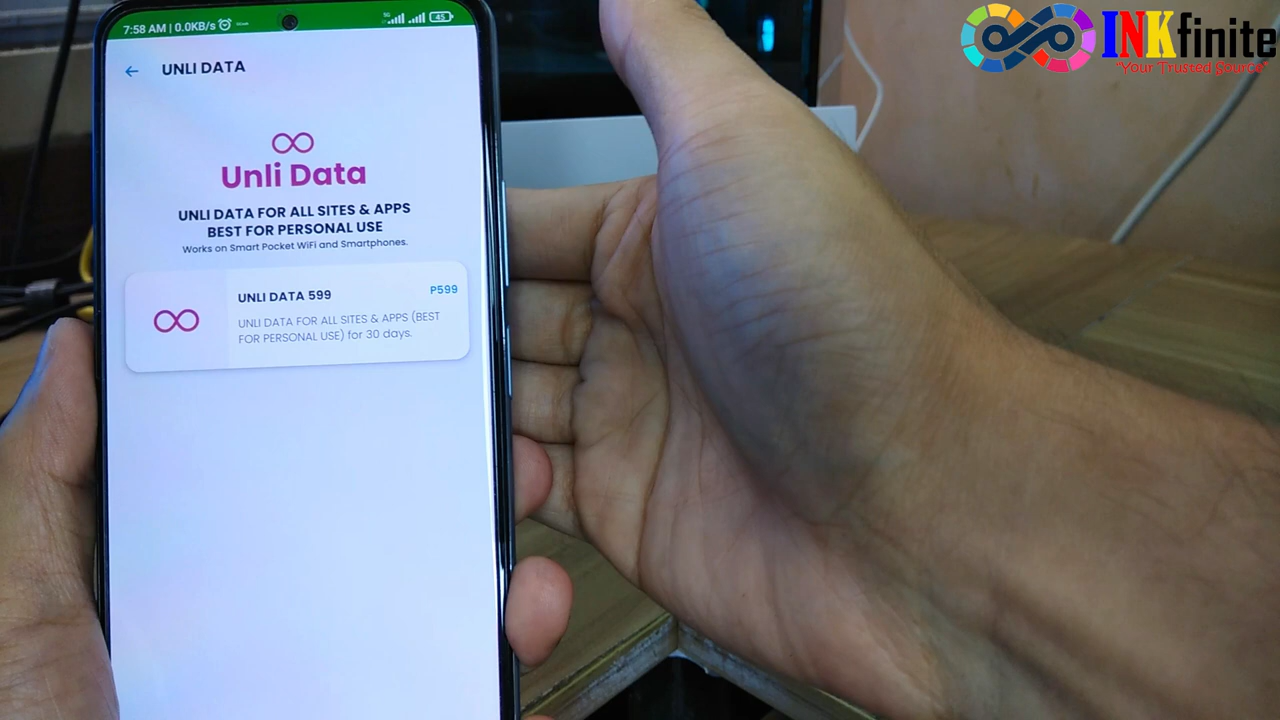 7:58 AM | 0.0KB/s
45
UNLI DATA
Unli Data
UNLI DATA FOR ALL SITES & APPS
BEST FOR PERSONAL USE
Works on Smart Pocket WiFi and Smartphones.
UNLI DATA 599
P599
UNLI DATA FOR ALL SITES & APPS (BEST
FOR PERSONAL USE) for 30 days.
INKfinite
"Your Trusted Source"